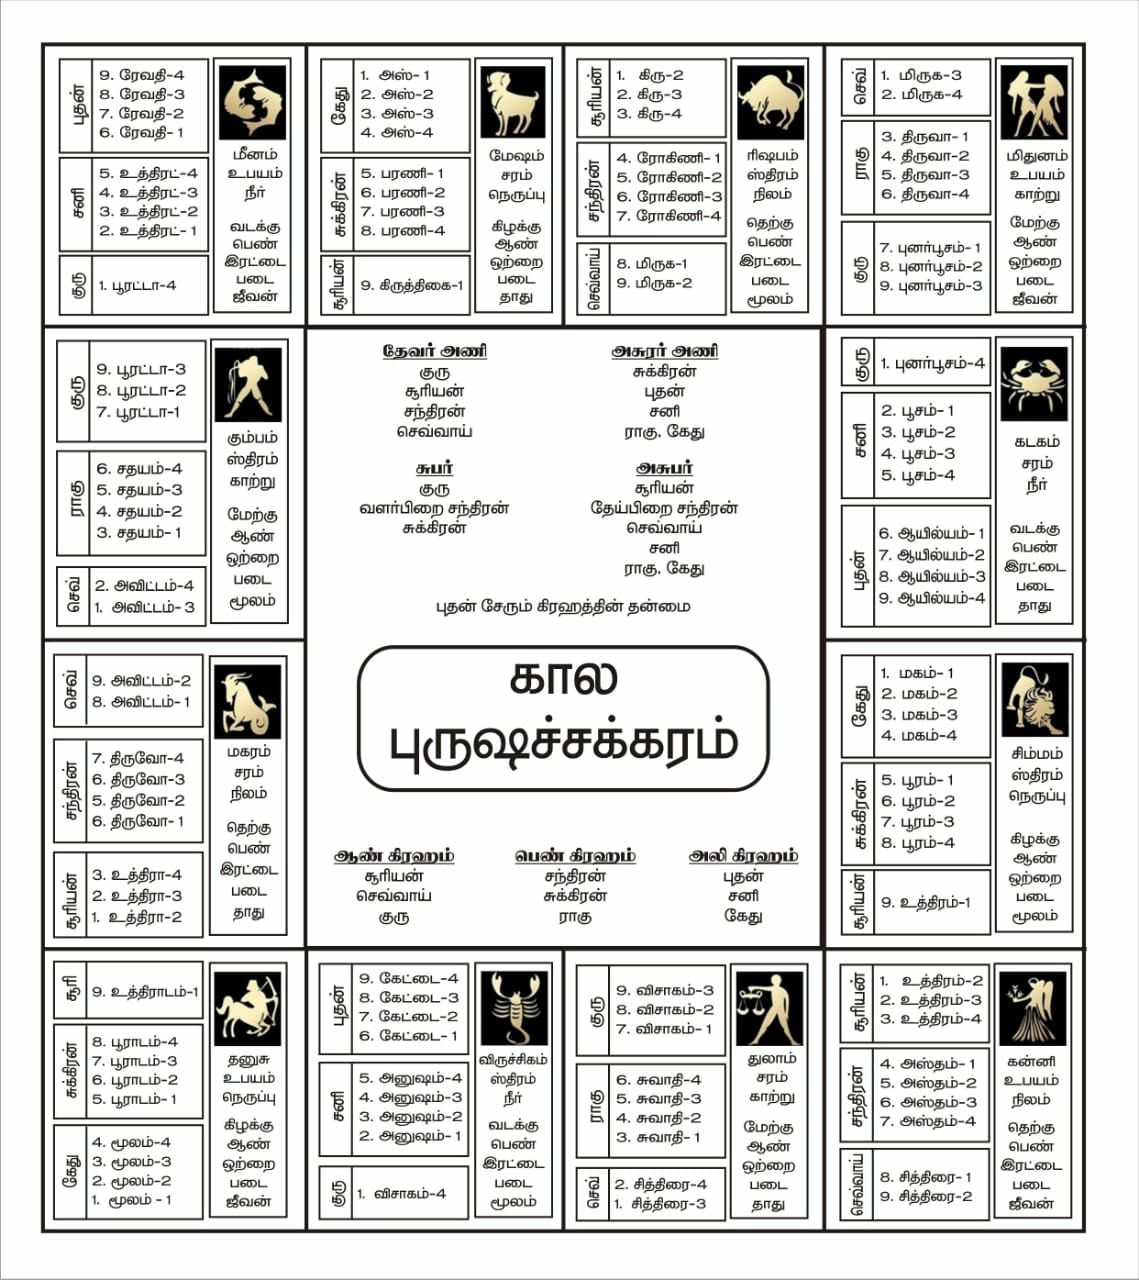 புதன்
9. ரேவதி-4
8. ரேவதி-3
7. ரேவதி-2
6. ரேவதி-1
சனி
5. உத்திரட்-4
4. உத்திரட்-3
3. உத்திரட்-2
2. உத்திரட்-1
குரு
1. பூரட்டா-4
மீனம்
உபயம்
நீர்
வடக்கு
பெண்
இரட்டை
படை
ஜீவன்
கேது
1. அஸ்-1
2. அஸ்-2
3. அஸ்-3
4. அஸ்-4
சுக்கிரன்
5. பரணி-1
6. பரணி-2
7. பரணி-3
8. பரணி-4
சூரியன்
9. கிருத்திகை-1
மேஷம்
சரம்
நெருப்பு
கிழக்கு
ஆண்
ஒற்றை
படை
தாது
சூரியன்
1. கிரு-2
2. கிரு-3
3. கிரு-4
சந்திரன்
4. ரோகிணி-1
5. ரோகிணி-2
6. ரோகிணி-3
7. ரோகிணி-4
செவ்வாய்
8. மிருக-1
9. மிருக-2
ரிஷபம்
ஸ்திரம்
நிலம்
தெற்கு
பெண்
இரட்டை
படை
மூலம்
செவ்
1. மிருக-3
2. மிருக-4
ராகு
3. திருவா-1
4. திருவா-2
5. திருவா-3
6. திருவா-4
குரு
7. புனர்பூசம்-1
8. புனர்பூசம்-2
9. புனர்பூசம்-3
மிதுனம்
உபயம்
காற்று
மேற்கு
ஆண்
ஒற்றை
படை
ஜீவன்
குரு
9. பூரட்டா-3
8. பூரட்டா-2
7. பூரட்டா-1
ராகு
6. சதயம்-4
5. சதயம்-3
4. சதயம்-2
3. சதயம்-1
செவ்
2. அவிட்டம்-4
1. அவிட்டம்-3
கும்பம்
ஸ்திரம்
காற்று
மேற்கு
ஆண்
ஒற்றை
படை
மூலம்
தேவர் அணி
குரு
சூரியன்
சந்திரன்
செவ்வாய்
அசுரர் அணி
சுக்கிரன்
புதன்
சனி
ராகு, கேது
சுபர்
குரு
வளர்பிறை சந்திரன்
சுக்கிரன்
அசுபர்
சூரியன்
தேய்பிறை சந்திரன்
செவ்வாய்
சனி
ராகு, கேது
புதன் சேரும் கிரஹத்தின் தன்மை
குரு
1. புனர்பூசம்-4
சனி
2. பூசம்-1
3. பூசம்-2
4. பூசம்-3
5. பூசம்-4
புதன்
6. ஆயில்யம்-1
7. ஆயில்யம்-2
8. ஆயில்யம்-3
9. ஆயில்யம்-4
கடகம்
சரம்
நீர்
வடக்கு
பெண்
இரட்டை
படை
தாது
செவ்
9. அவிட்டம்-2
8. அவிட்டம்-1
சந்திரன்
7. திருவோ-4
6. திருவோ-3
5. திருவோ-2
6. திருவோ-1
சூரியன்
3. உத்திரா-4
2. உத்திரா-3
1. உத்திரா-2
மகரம்
சரம்
நிலம்
தெற்கு
பெண்
இரட்டை
படை
தாது
கால
புருஷச்சக்கரம்
ஆண் கிரஹம்
சூரியன்
செவ்வாய்
குரு
பெண் கிரஹம்
சந்திரன்
சுக்கிரன்
ராகு
அலி கிரஹம்
புதன்
சனி
கேது
கேது
1. மகம்-1
2. மகம்-2
3. மகம்-3
4. மகம்-4
சுக்கிரன்
5. பூரம்-1
6. பூரம்-2
7. பூரம்-3
8. பூரம்-4
சூரியன்
9. உத்திரம்-1
சிம்மம்
ஸ்திரம்
நெருப்பு
கிழக்கு
ஆண்
ஒற்றை
படை
மூலம்
சூரி
9. உத்திராடம்-1
சுக்கிரன்
8. பூராடம்-4
7. பூராடம்-3
6. பூராடம்-2
5. பூராடம்-1
கேது
4. மூலம்-4
3. மூலம்-3
2. மூலம்-2
1. மூலம் -1
தனுசு
உபயம்
நெருப்பு
கிழக்கு
ஆண்
ஒற்றை
படை
ஜீவன்
புதன்
9. கேட்டை-4
8. கேட்டை-3
7. கேட்டை-2
6. கேட்டை-1
சனி
5. அனுஷம்-4
4. அனுஷம்-3
3. அனுஷம்-2
2. அனுஷம்-1
குரு
1. விசாகம்-4
விருச்சிகம்
ஸ்திரம்
நீர்
வடக்கு
பெண்
இரட்டை
படை
மூலம்
குரு
9. விசாகம்-3
8. விசாகம்-2
7. விசாகம்-1
ராகு
6. சுவாதி-4
5. சுவாதி-3
4. சுவாதி-2
3. சுவாதி-1
செவ்
2. சித்திரை-4
1. சித்திரை-3
துலாம்
சரம்
காற்று
மேற்கு
ஆண்
ஒற்றை
படை
தாது
சூரியன்
1. உத்திரம்-2
2. உத்திரம்-3
3. உத்திரம்-4
சந்திரன்
4. அஸ்தம்-1
5. அஸ்தம்-2
6. அஸ்தம்-3
7. அஸ்தம்-4
செவ்வாய்
8. சித்திரை-1
9. சித்திரை-2
கன்னி
உபயம்
நிலம்
தெற்கு
பெண்
இரட்டை
படை
ஜீவன்